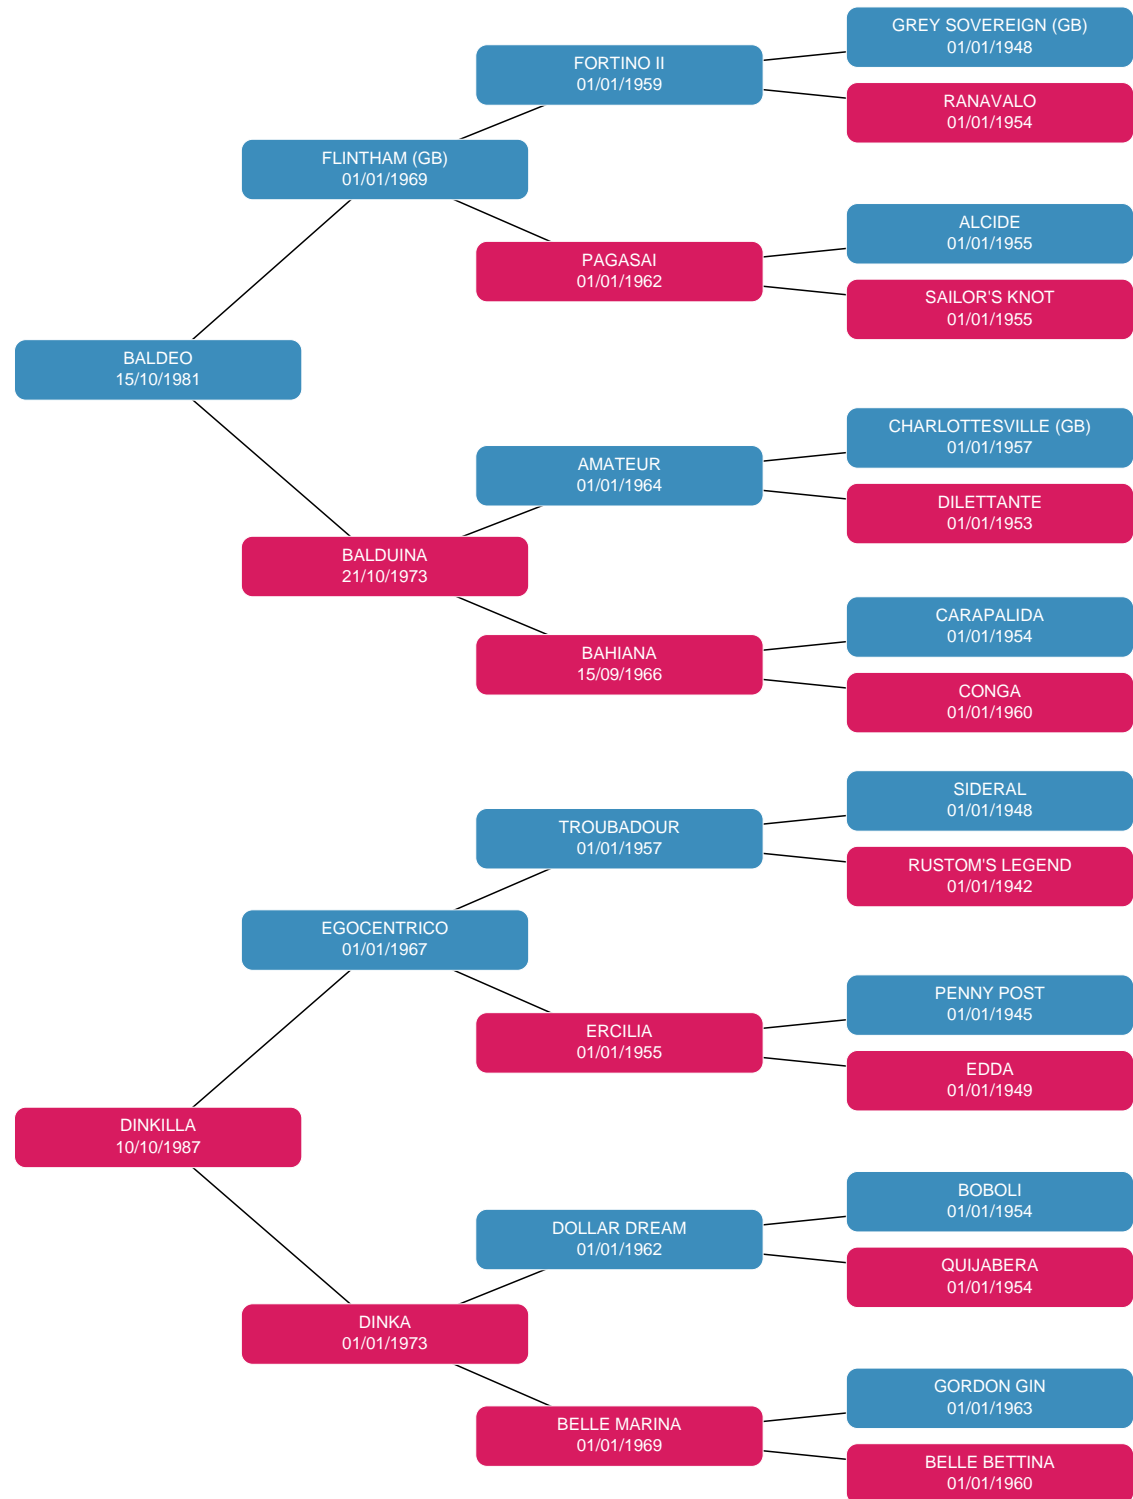 GREY SOVEREIGN (GB)
01/01/1948
FORTINO II
01/01/1959
RANAVALO
01/01/1954
FLINTHAM (GB)
01/01/1969
ALCIDE
01/01/1955
PAGASAI
01/01/1962
SAILOR'S KNOT
01/01/1955
BALDEO
15/10/1981
CHARLOTTESVILLE (GB)
01/01/1957
AMATEUR
01/01/1964
DILETTANTE
01/01/1953
BALDUINA
21/10/1973
CARAPALIDA
01/01/1954
BAHIANA
15/09/1966
CONGA
01/01/1960
SIDERAL
01/01/1948
TROUBADOUR
01/01/1957
RUSTOM'S LEGEND
01/01/1942
EGOCENTRICO
01/01/1967
PENNY POST
01/01/1945
ERCILIA
01/01/1955
EDDA
01/01/1949
DINKILLA
10/10/1987
BOBOLI
01/01/1954
DOLLAR DREAM
01/01/1962
QUIJABERA
01/01/1954
DINKA
01/01/1973
GORDON GIN
01/01/1963
BELLE MARINA
01/01/1969
BELLE BETTINA
01/01/1960